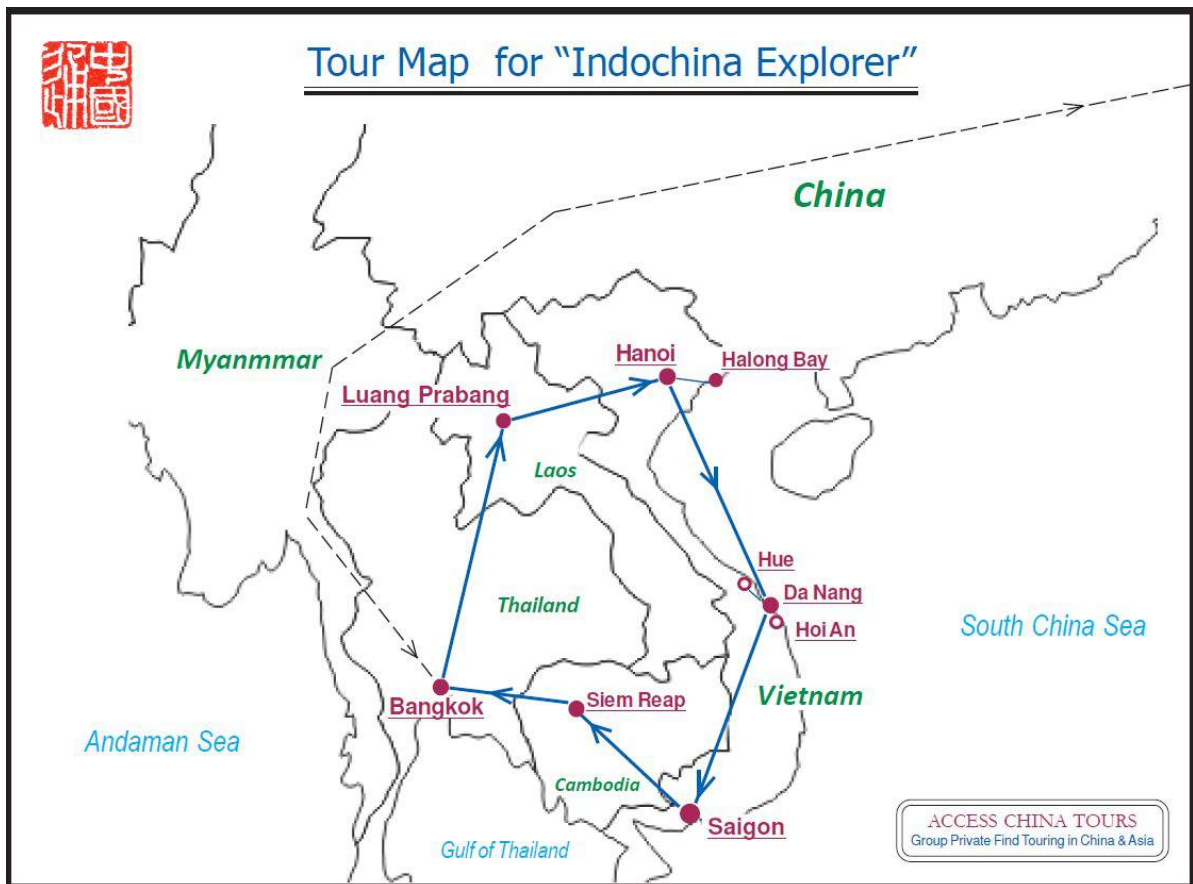 Tour Map for “Indochina Explorer”
China
Myanmmar
Hanoi
Halong Bay
Luang Prabang
Laos
Hue
Da Nang
Hoi An
Thailand
South China Sea
Siem Reap
Vietnam
Bangkok
Andaman Sea
Cambodia
Saigon
Gulf of Thailand
ACCESS CHINA TOURS
Group Private Find Touring in China & Asia